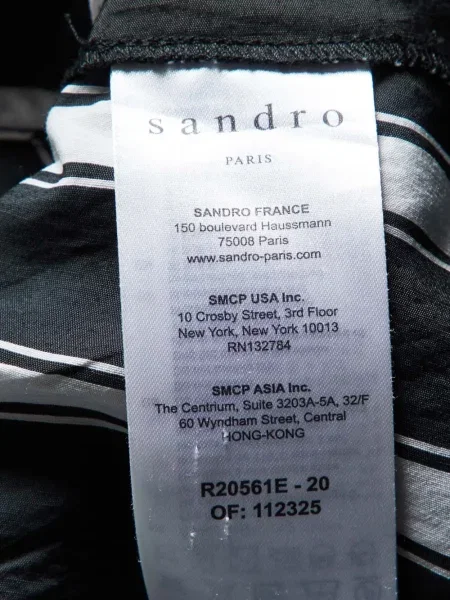 sandro
PARIS
SANDRO FRANCE
150 boulevard Haussmann
75008 Paris
www.sandro-paris.com
SMCP USA Inc.
10 Crosby Street, 3rd Floor
New York, New York 10013
RN132784
SMCP ASIA Inc.
The Centrium, Suite 3203A-5A, 32/F
60 Wyndham Street, Central
HONG-KONG
R20561E - 20
OF: 112325